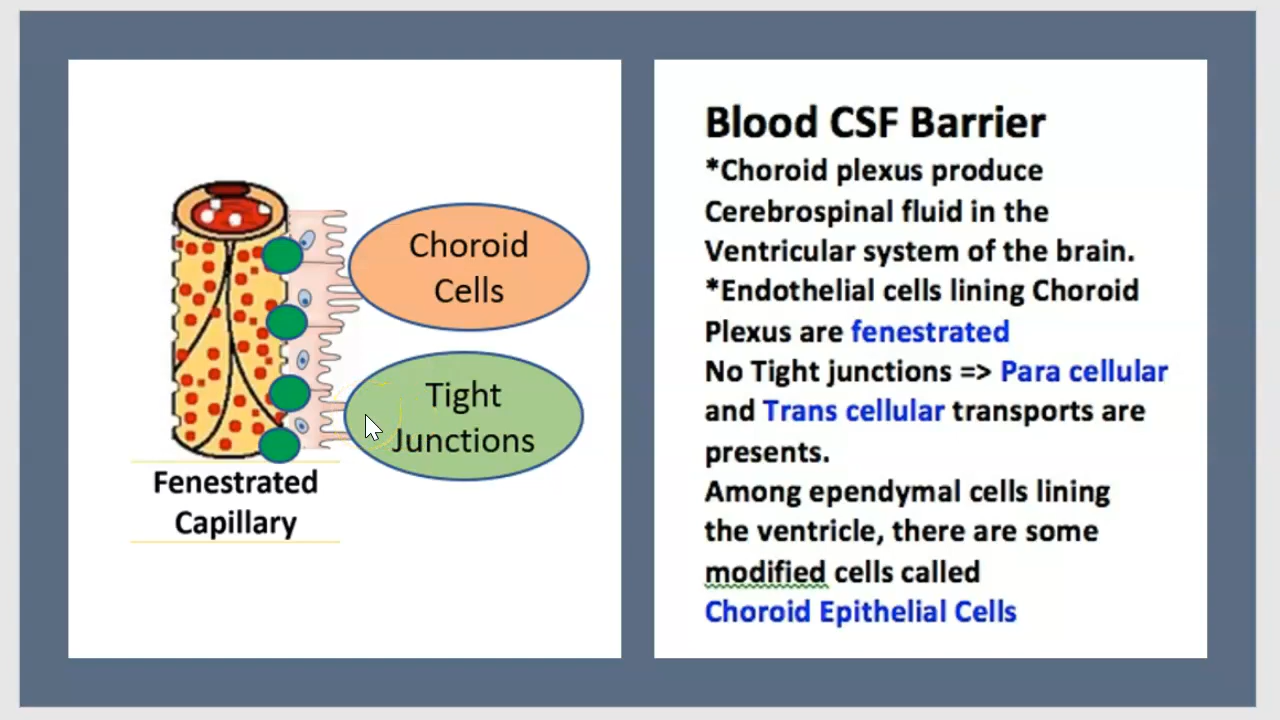 Choroid
Cells
Tight
Junctions
Fenestrated
Capillary
Blood CSF Barrier
*Choroid plexus produce
Cerebrospinal fluid in the
Ventricular system of the brain.
*Endothelial cells lining Choroid
Plexus are fenestrated
No Tight junctions => Para cellular
and Trans cellular transports are
presents.
Among ependymal cells lining
the ventricle, there are some
modified cells called
Choroid Epithelial Cells